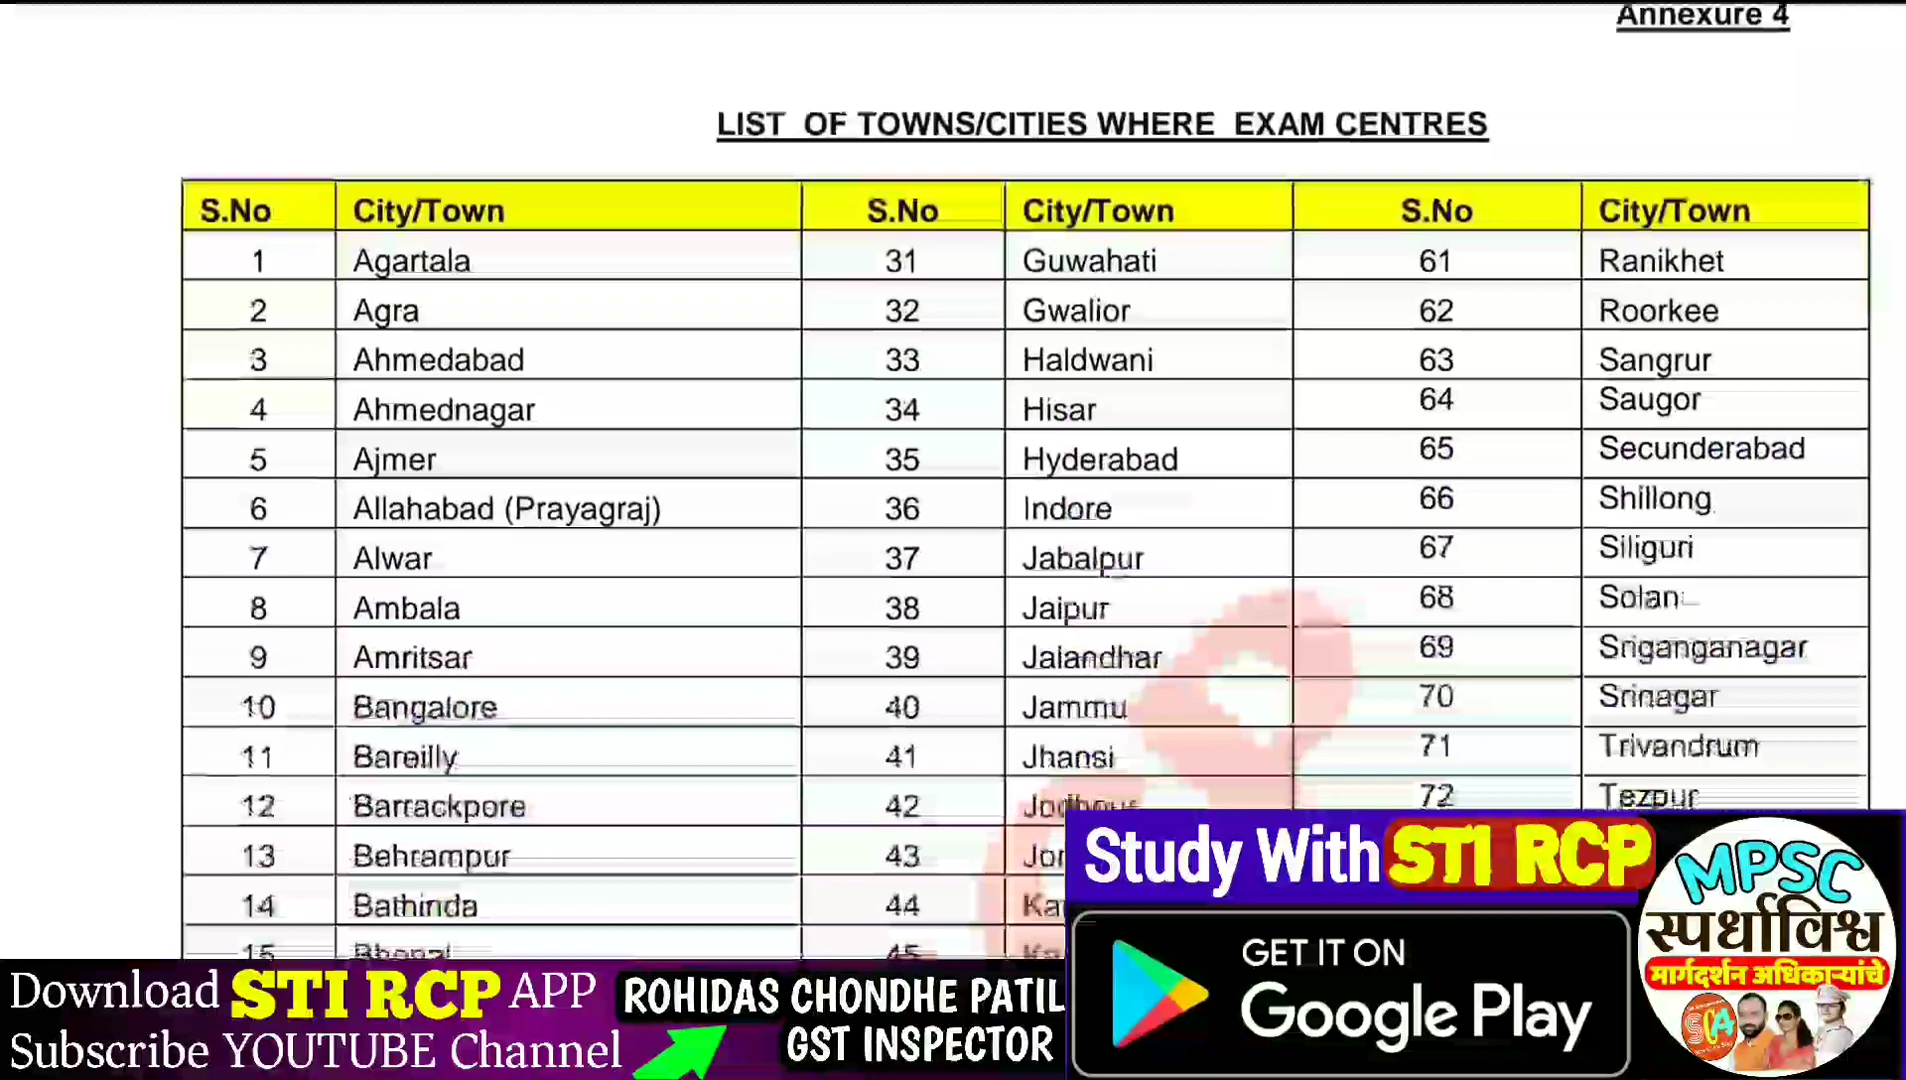 Annexure 4
LIST OF TOWNS/CITIES WHERE EXAM CENTRES
S.No City/Town S.No City/Town S.No City/Town
1 Agartala 31 Guwahati 61 Ranikhet
2 Agra 32 Gwalior 62 Roorkee
3 Ahmedabad 33 Haldwani 63 Sangrur
4 Ahmednagar 34 Hisar 64 Saugor
5 Ajmer 35 Hyderabad 65 Secunderabad
6 Allahabad (Prayagraj) 36 Indore 66 Shillong
7 Alwar 37 Jabalpur 67 Siliguri
8 Ambala 38 Jaipur 68 Solan
9 Amritsar 39 Jalandhar 69 Sriganganagar
10 Bangalore 40 Jammu 70 Srinagar
11 Bareilly 41 Jhansi 71 Trivandrum
12 Barrackpore 42 Jodhpur 72 Tezpur
13 Behrampur 43
14 Bathinda 44
15 Bhopal 45
Study With STI RCP
GET IT ON
Google Play
MPSC
स्पर्धाविश्व
मार्गदर्शन अधिकाऱ्यांचे
Download STI RCP APP
Subscribe YOUTUBE Channel
ROHIDAS CHONDHE PATIL
GST INSPECTOR